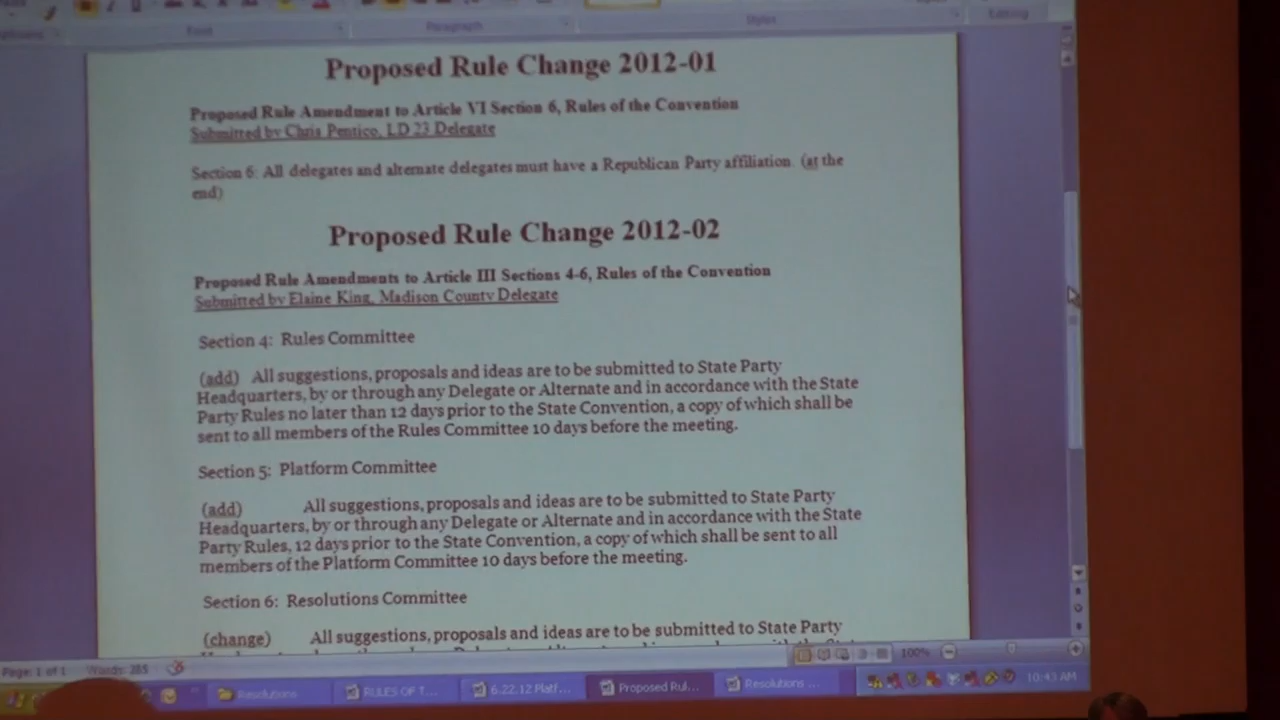 Font
Paragraph
Styles
Editing
Proposed Rule Change 2012-01
Proposed Rule Amendment to Article VI Section 6, Rules of the Convention
Submitted by Chris Pentico, LD 23 Delegate
Section 6: All delegates and alternate delegates must have a Republican Party affiliation. (at the
end)
Proposed Rule Change 2012-02
Proposed Rule Amendments to Article III Sections 4-6, Rules of the Convention
Submitted by Elaine King, Madison County Delegate
Section 4: Rules Committee
(add) All suggestions, proposals and ideas are to be submitted to State Party
Headquarters, by or through any Delegate or Alternate and in accordance with the State
Party Rules no later than 12 days prior to the State Convention, a copy of which shall be
sent to all members of the Rules Committee 10 days before the meeting.
Section 5: Platform Committee
(add) All suggestions, proposals and ideas are to be submitted to State Party
Headquarters, by or through any Delegate or Alternate and in accordance with the State
Party Rules, 12 days prior to the State Convention, a copy of which shall be sent to all
members of the Platform Committee 10 days before the meeting.
Section 6: Resolutions Committee
(change) All suggestions, proposals and ideas are to be submitted to State Party
Page: 1 of 1 Words: 385 100%
Resolutions RULES OF T... 6.22.12 Platf... Proposed Rul... Resolutions ... 10:43 AM